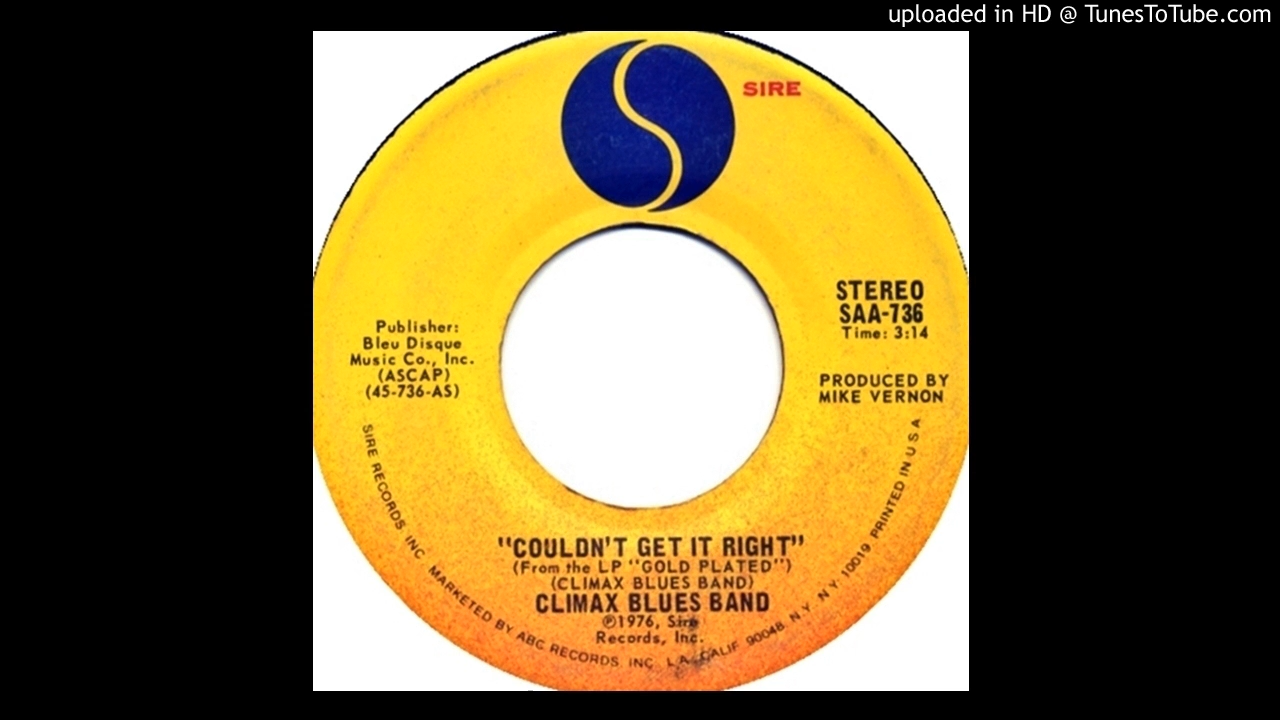 uploaded in HD @ TunesToTube.com
SIRE
STEREO
SAA-736
Time: 3:14
Publisher:
Bleu Disque
Music Co., Inc.
(ASCAP)
(45-736-AS)
PRODUCED BY
MIKE VERNON
"COULDN'T GET IT RIGHT"
(From the LP "GOLD PLATED")
(CLIMAX BLUES BAND)
CLIMAX BLUES BAND
℗1976, Sire
Records, Inc.
SIRE RECORDS, INC MARKETED BY ABC RECORDS, INC L.A. CALIF 90048. N.Y. N.Y. 10019 PRINTED IN U S A